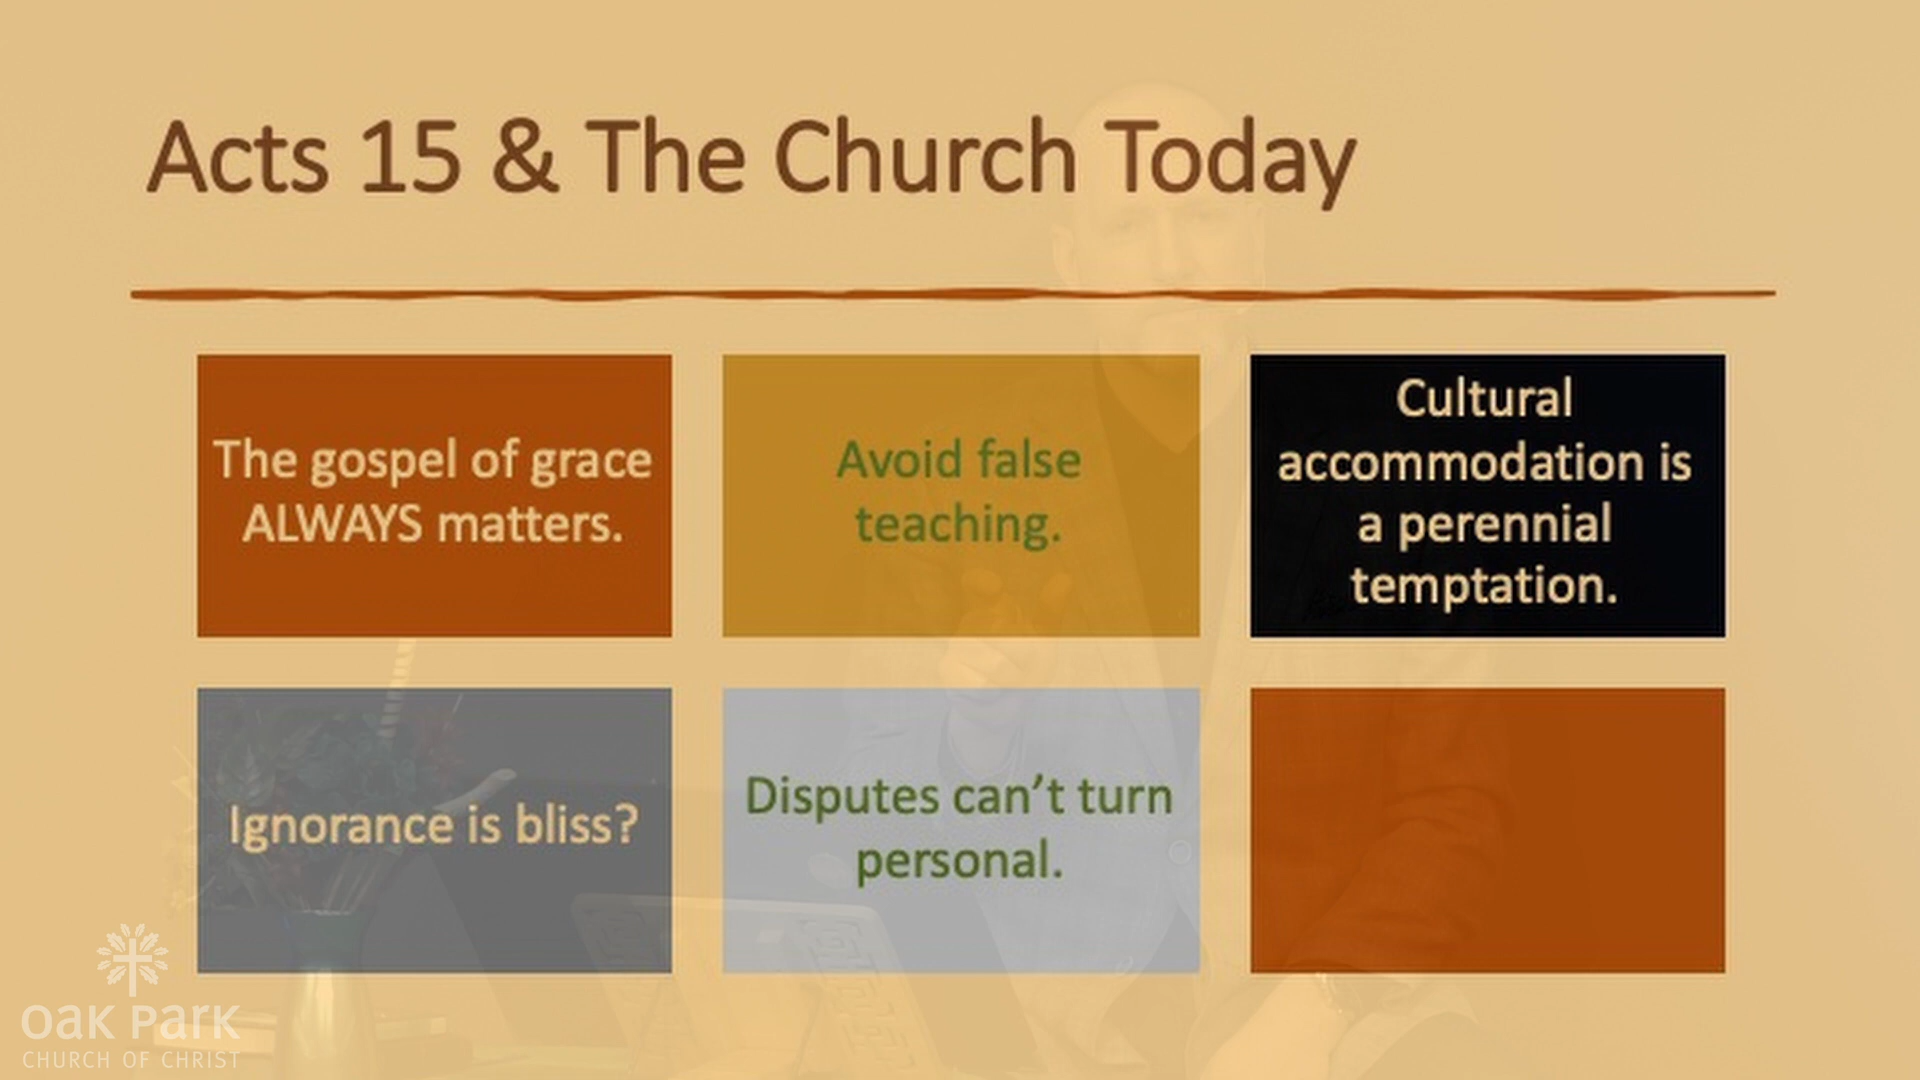 Acts 15 & The Church Today
The gospel of grace
ALWAYS matters.
Avoid false
teaching.
Cultural
accommodation is
a perennial
temptation.
Ignorance is bliss?
Disputes can’t turn
personal.
Oak Park
CHURCH OF CHRIST